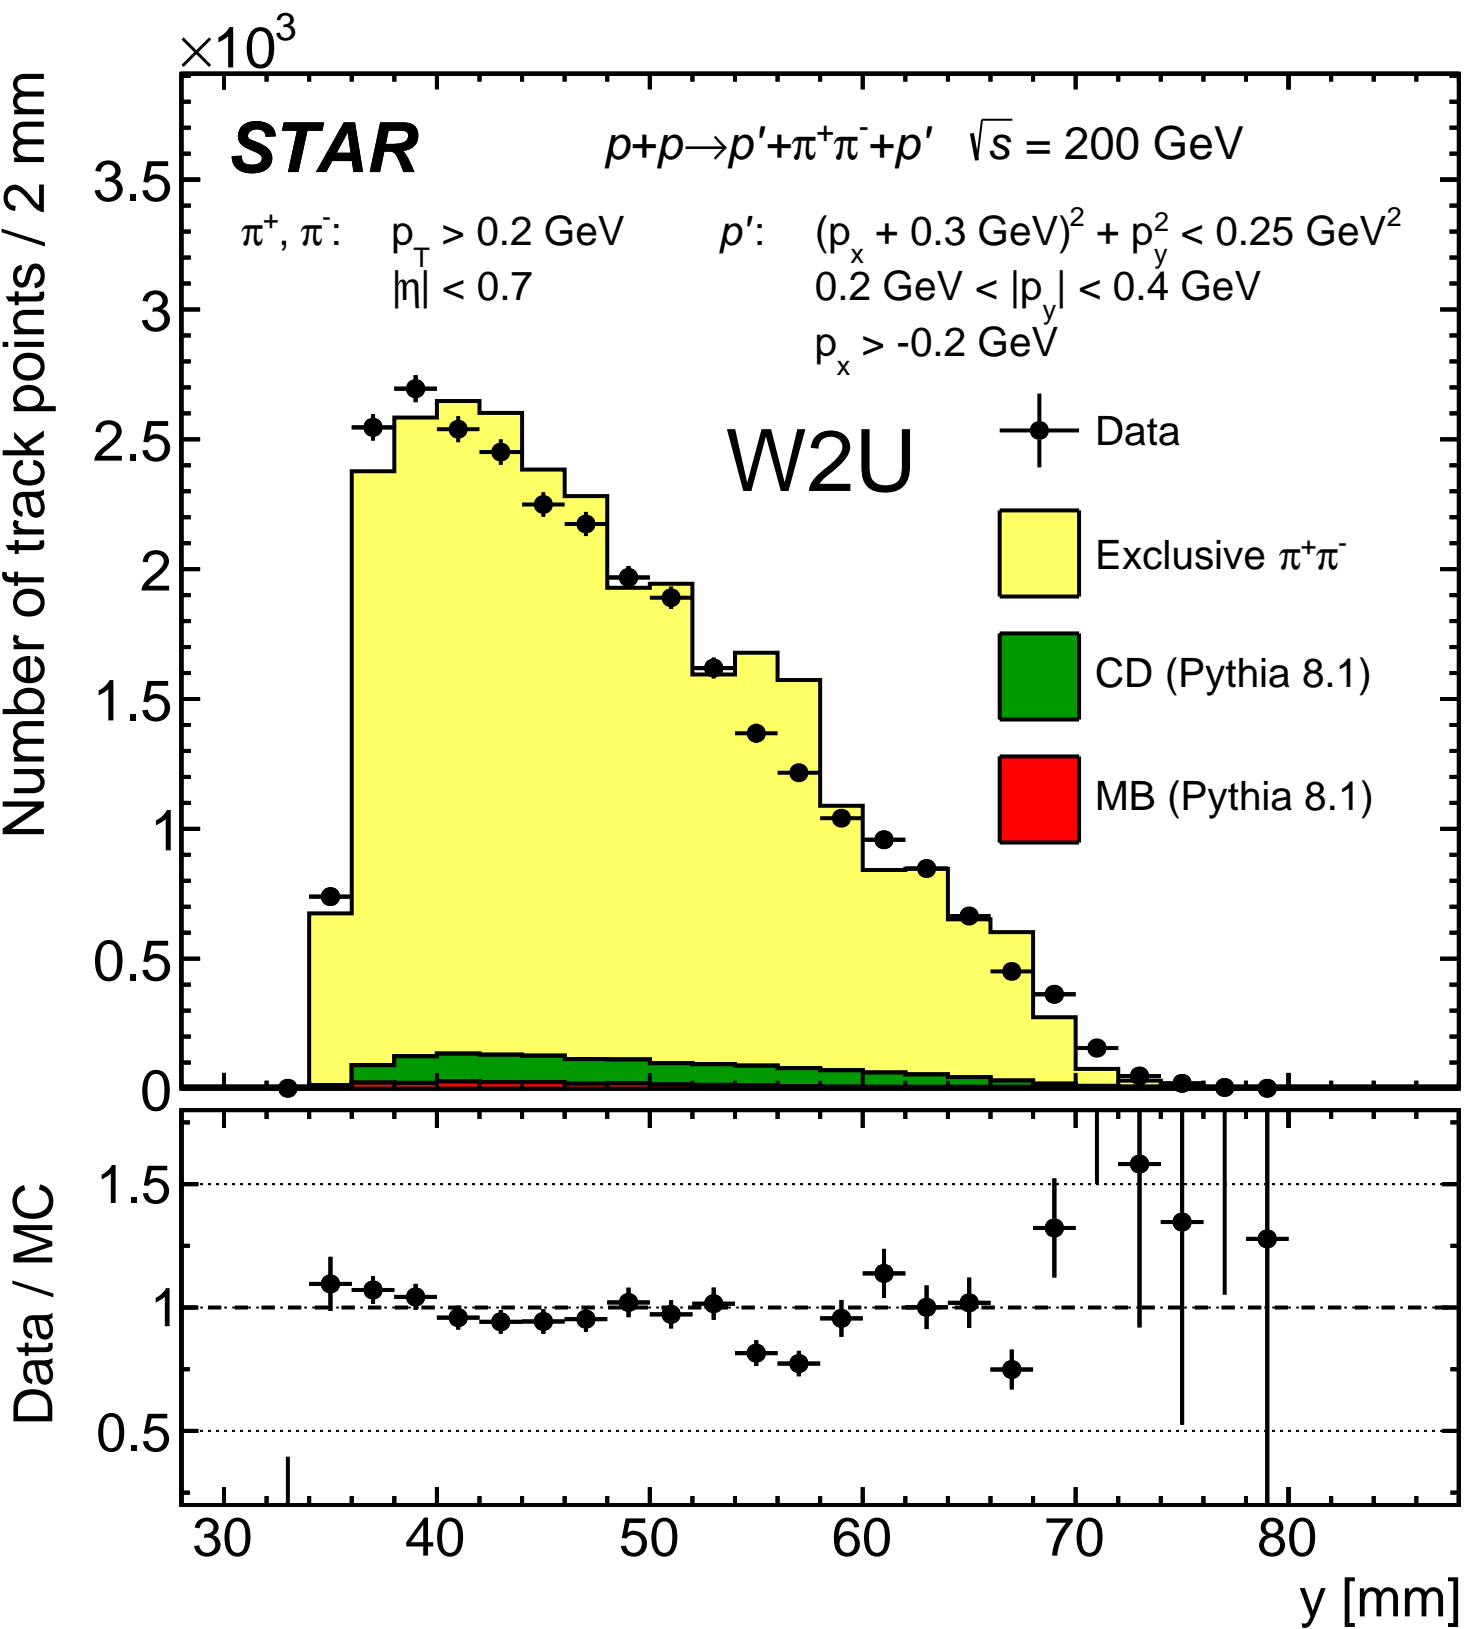 ×10³
STAR p+p→p′+π⁺π⁻+p′ √s = 200 GeV
π⁺, π⁻: p_T > 0.2 GeV p′: (p_x + 0.3 GeV)² + p_y² < 0.25 GeV²
|η| < 0.7 0.2 GeV < |p_y| < 0.4 GeV
p_x > -0.2 GeV
W2U
Data
Exclusive π⁺π⁻
CD (Pythia 8.1)
MB (Pythia 8.1)
Number of track points / 2 mm
3.5
3
2.5
2
1.5
1
0.5
0
Data / MC
1.5
1
0.5
30 40 50 60 70 80
y [mm]